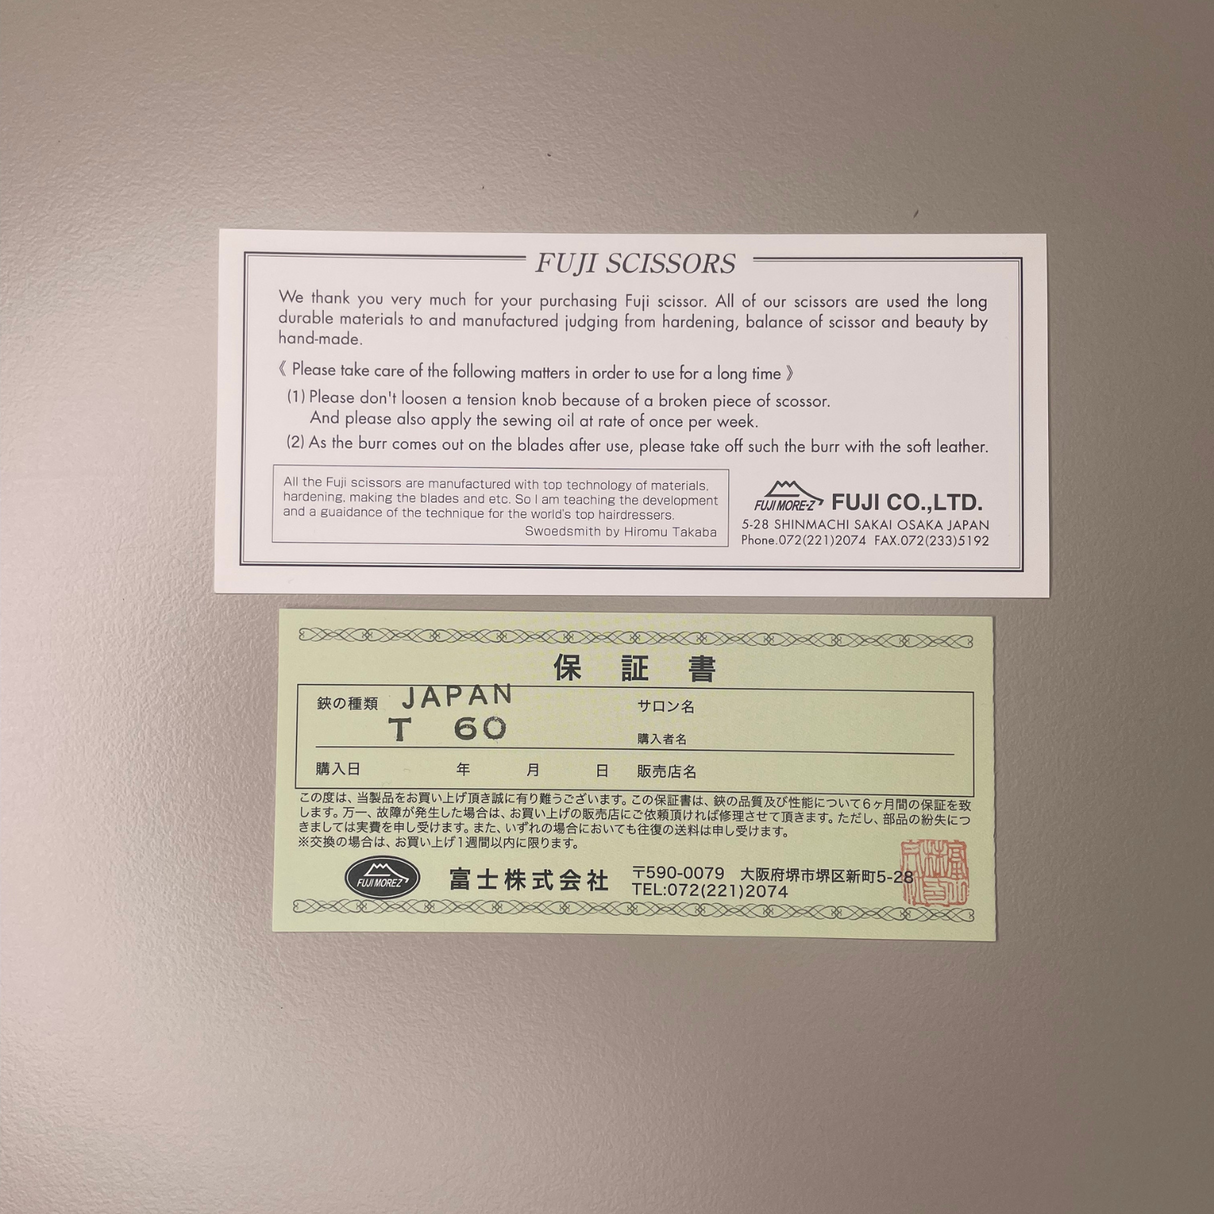 FUJI SCISSORS
We thank you very much for your purchasing Fuji scissor. All of our scissors are used the long
durable materials to and manufactured judging from hardening, balance of scissor and beauty by
hand-made.
《 Please take care of the following matters in order to use for a long time 》
(1) Please don't loosen a tension knob because of a broken piece of scossor.
And please also apply the sewing oil at rate of once per week.
(2) As the burr comes out on the blades after use, please take off such the burr with the soft leather.
All the Fuji scissors are manufactured with top technology of materials,
hardening, making the blades and etc. So I am teaching the development
and a guaidance of the technique for the world's top hairdressers.
Swoedsmith by Hiromu Takaba
FUJI MORE-Z FUJI CO.,LTD.
5-28 SHINMACHI SAKAI OSAKA JAPAN
Phone.072(221)2074 FAX.072(233)5192
保証書
鋏の種類 JAPAN
T 60
サロン名
購入者名
購入日 年 月 日 販売店名
この度は、当製品をお買い上げ頂き誠に有り難うございます。この保証書は、鋏の品質及び性能について6ヶ月間の保証を致
します。万一、故障が発生した場合は、お買い上げの販売店にご依頼頂ければ修理させて頂きます。ただし、部品の紛失につ
きましては実費を申し受けます。また、いずれの場合においても往復の送料は申し受けます。
※交換の場合は、お買い上げ1週間以内に限ります。
FUJI MOREZ 富士株式会社
〒590-0079 大阪府堺市堺区新町5-28
TEL:072(221)2074